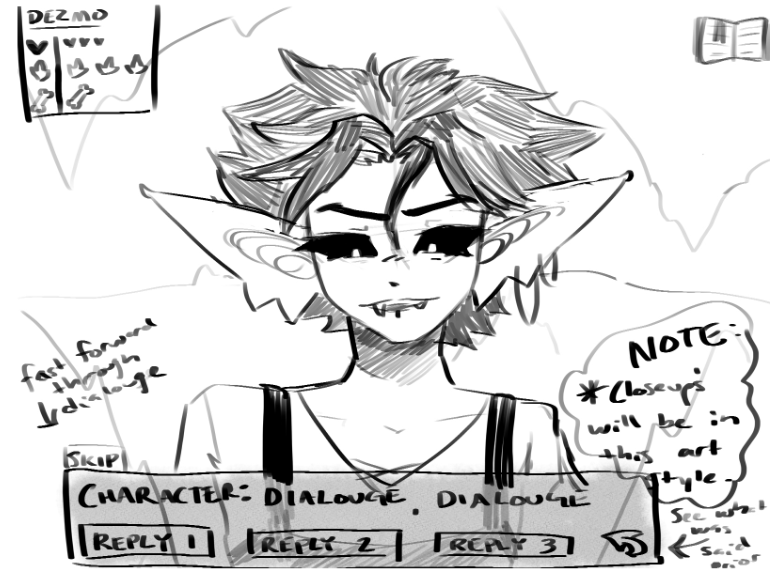 DEZMO
NOTE:
*Closeups
will be in
this art
style.
fast forward
through
dialouge
SKIP
CHARACTER: DIALOUGE, DIALOUGE
REPLY 1
REPLY 2
REPLY 3
See what
was
said
prior